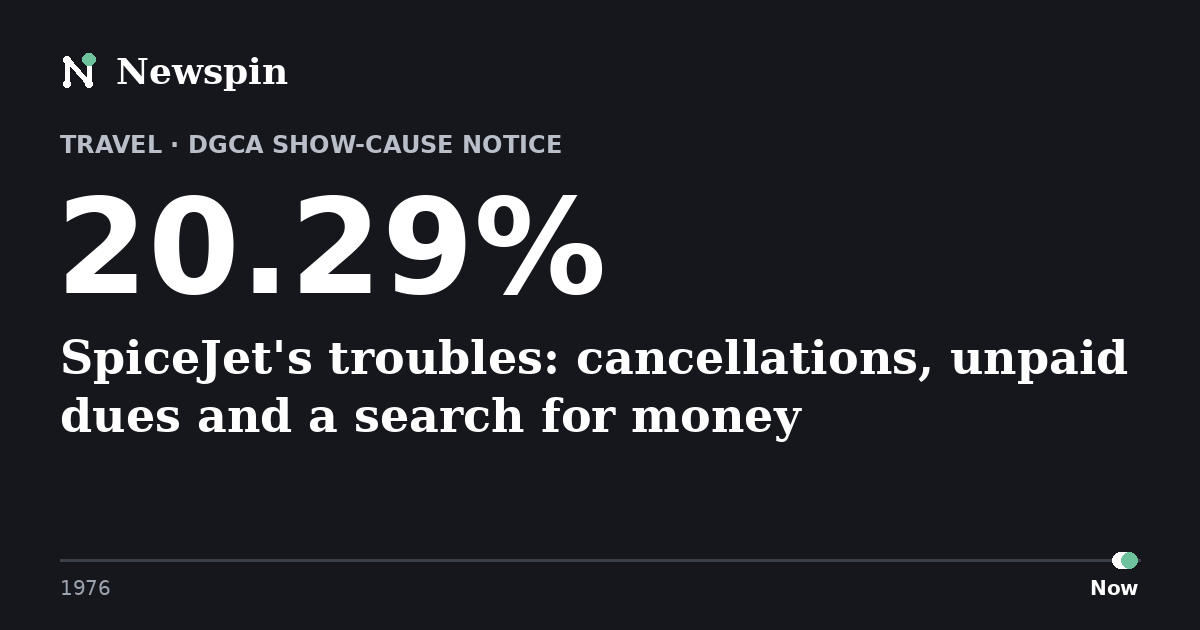 Newspin
TRAVEL · DGCA SHOW-CAUSE NOTICE
20.29%
SpiceJet's troubles: cancellations, unpaid
dues and a search for money
1976
Now